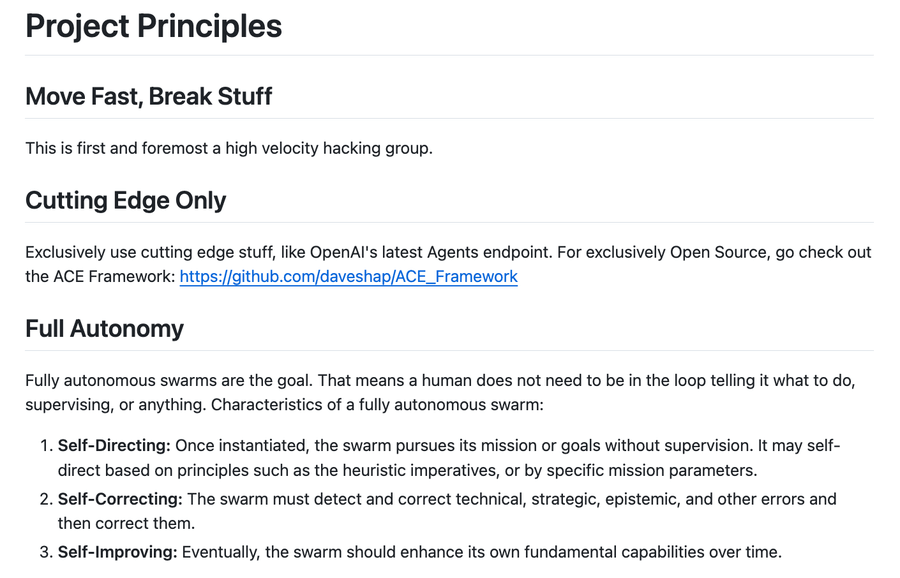 Project Principles
Move Fast, Break Stuff
This is first and foremost a high velocity hacking group.
Cutting Edge Only
Exclusively use cutting edge stuff, like OpenAI's latest Agents endpoint. For exclusively Open Source, go check out
the ACE Framework: https://github.com/daveshap/ACE_Framework
Full Autonomy
Fully autonomous swarms are the goal. That means a human does not need to be in the loop telling it what to do,
supervising, or anything. Characteristics of a fully autonomous swarm:
1. Self-Directing: Once instantiated, the swarm pursues its mission or goals without supervision. It may self-
direct based on principles such as the heuristic imperatives, or by specific mission parameters.
2. Self-Correcting: The swarm must detect and correct technical, strategic, epistemic, and other errors and
then correct them.
3. Self-Improving: Eventually, the swarm should enhance its own fundamental capabilities over time.